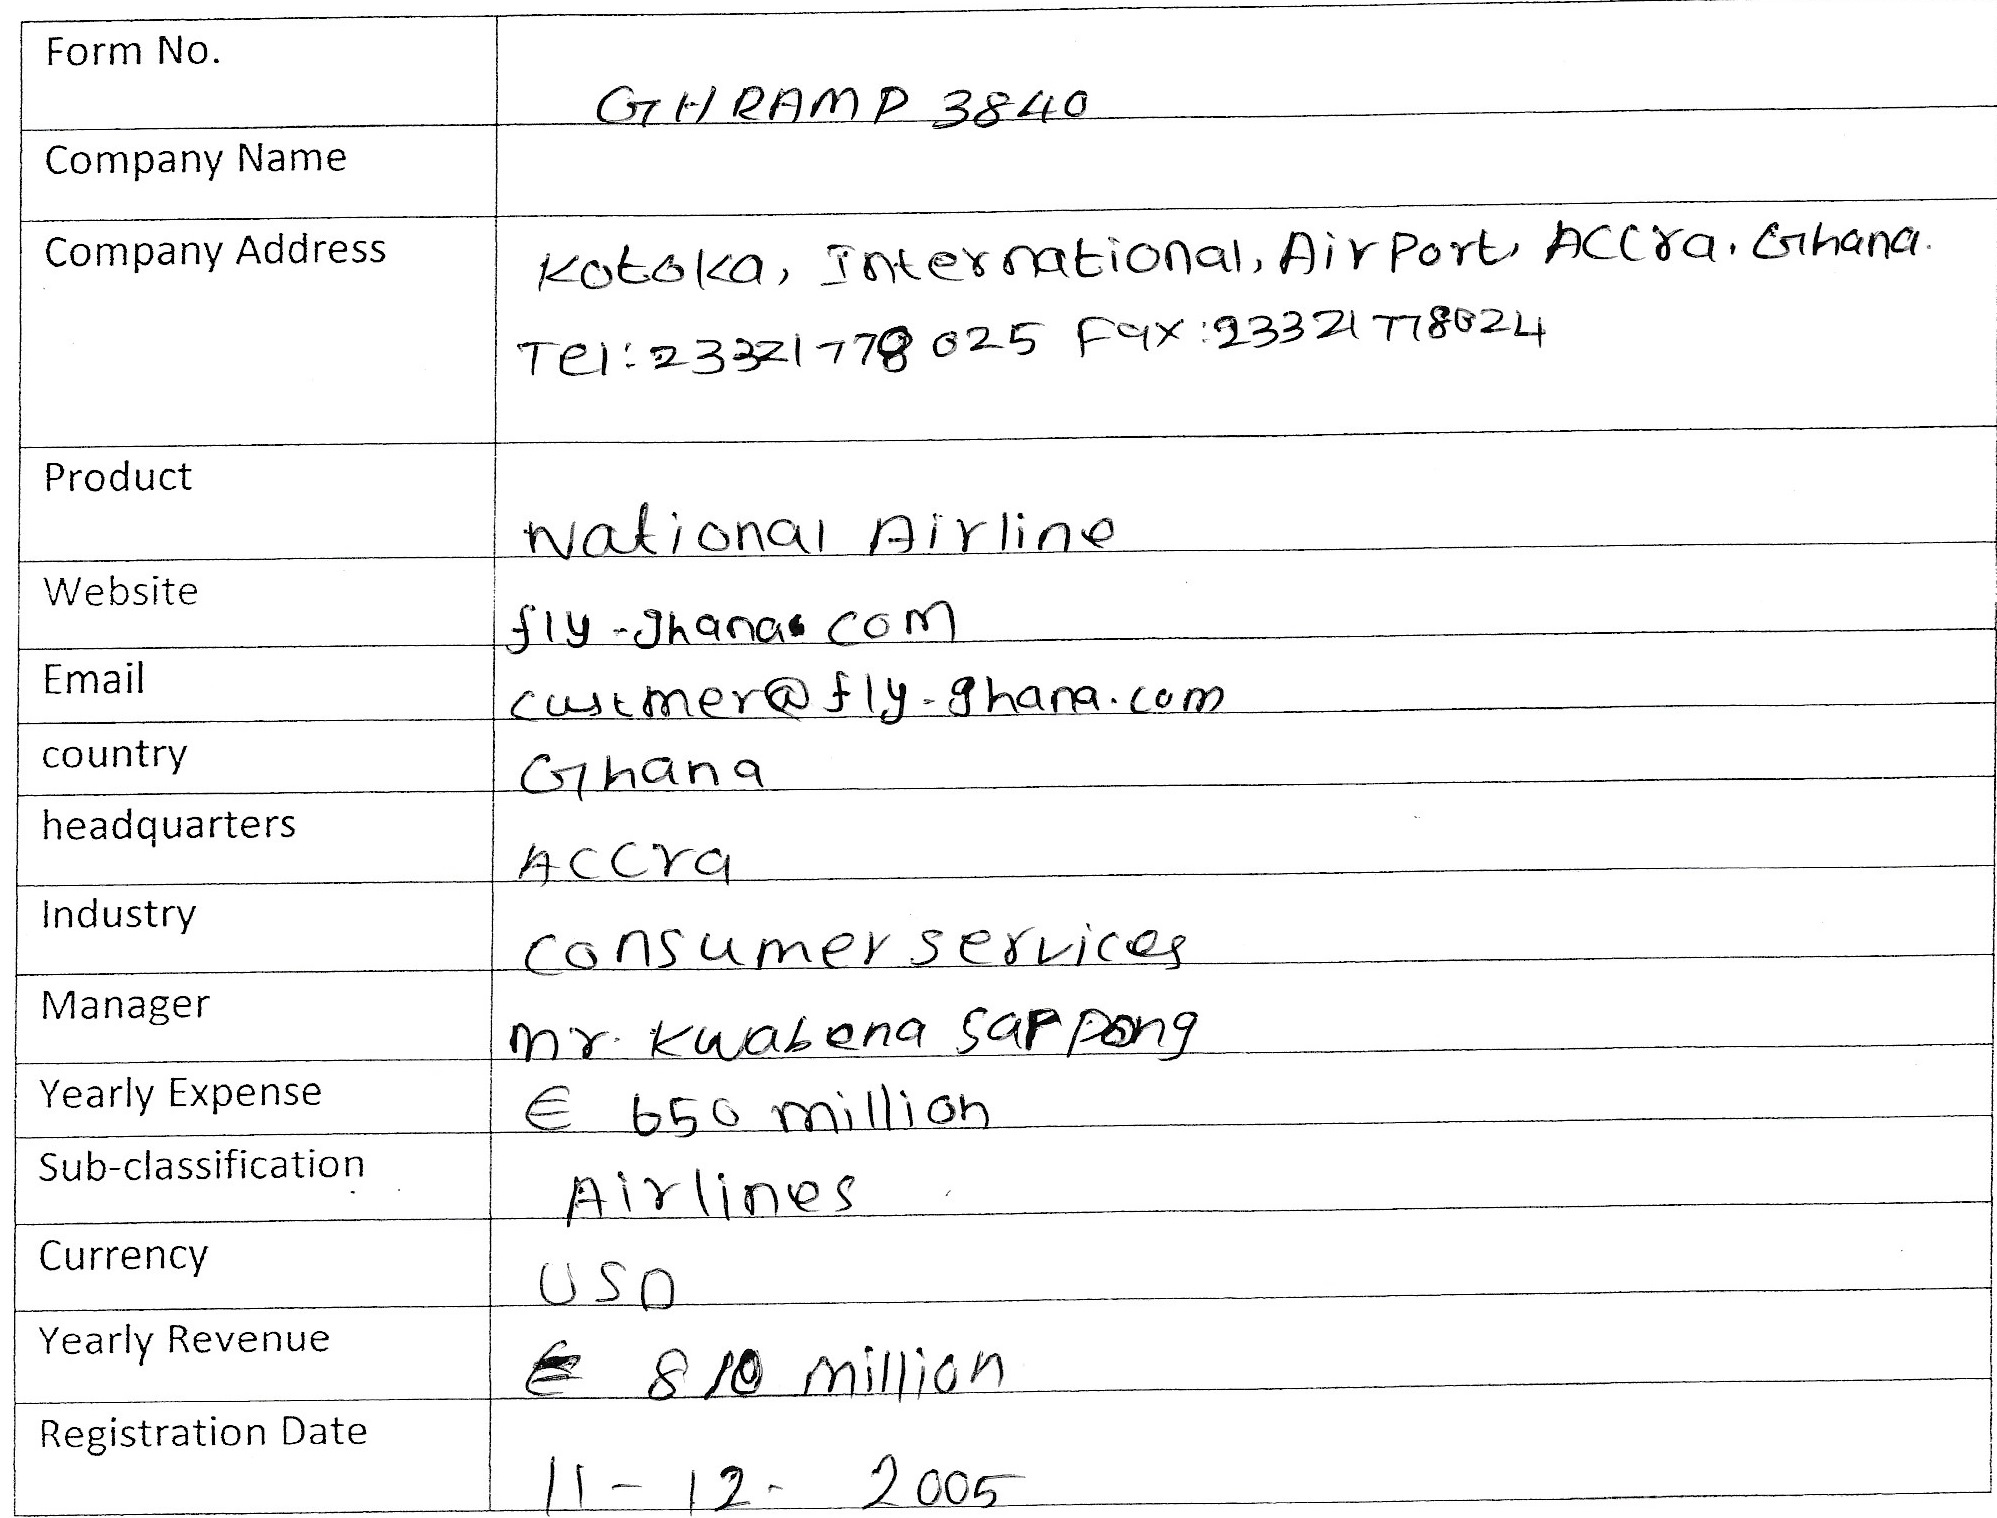 Form No.
GHRAMP 3840
Company Name
Company Address
Kotoka, International, Airport, Accra. Ghana.
Tel: 23321778025 Fax: 23321778024
Product
National Airline
Website
fly-ghana.com
Email
custmer@fly-ghana.com
country
Ghana
headquarters
Accra
Industry
consumer services
Manager
Mr. Kwabena Sarpong
Yearly Expense
€ 650 million
Sub-classification
Airlines
Currency
USD
Yearly Revenue
€ 810 million
Registration Date
11-12-2005